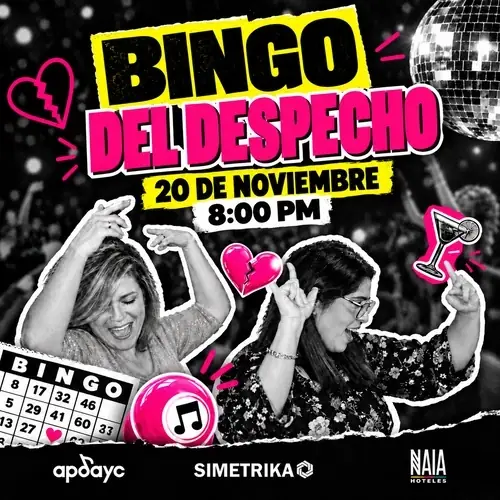 BINGO
DEL DESPECHO
20 DE NOVIEMBRE
8:00 PM
BINGO
8 17 32 46
5 29 41 60
13 27 33
apdayc
SIMETRIKA
NAIA
HOTELES